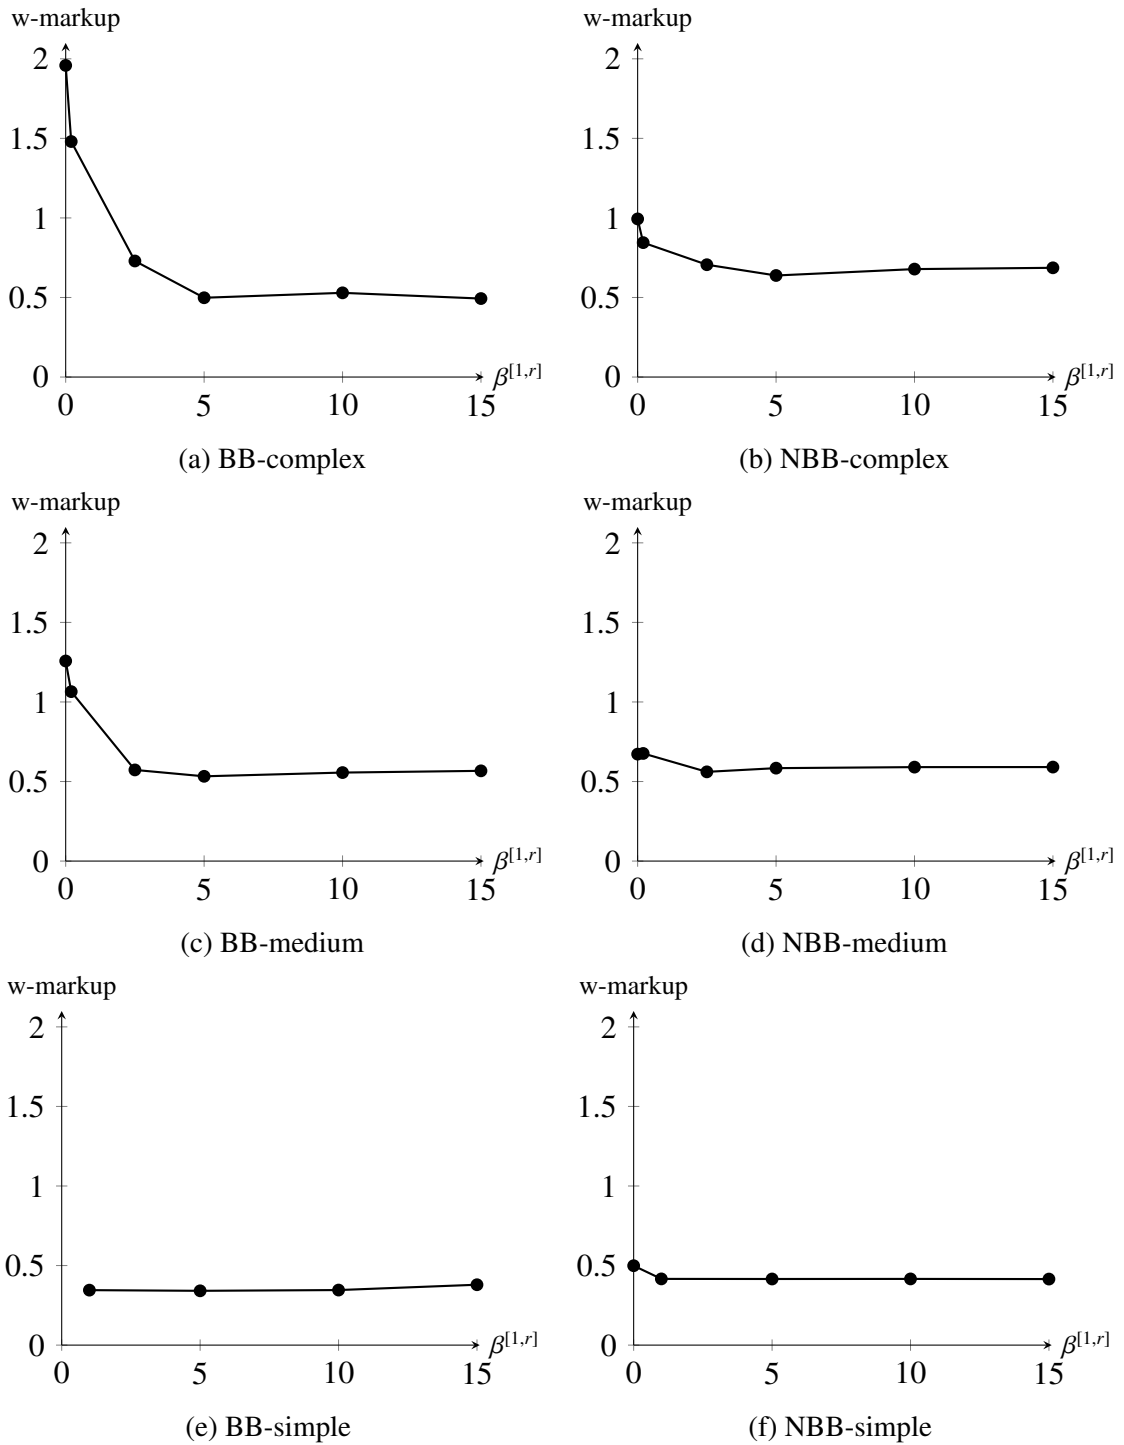 w-markup
2
1.5
1
0.5
0
0 5 10 15
β^[1,r]
(a) BB-complex
w-markup
2
1.5
1
0.5
0
0 5 10 15
β^[1,r]
(b) NBB-complex
w-markup
2
1.5
1
0.5
0
0 5 10 15
β^[1,r]
(c) BB-medium
w-markup
2
1.5
1
0.5
0
0 5 10 15
β^[1,r]
(d) NBB-medium
w-markup
2
1.5
1
0.5
0
0 5 10 15
β^[1,r]
(e) BB-simple
w-markup
2
1.5
1
0.5
0
0 5 10 15
β^[1,r]
(f) NBB-simple